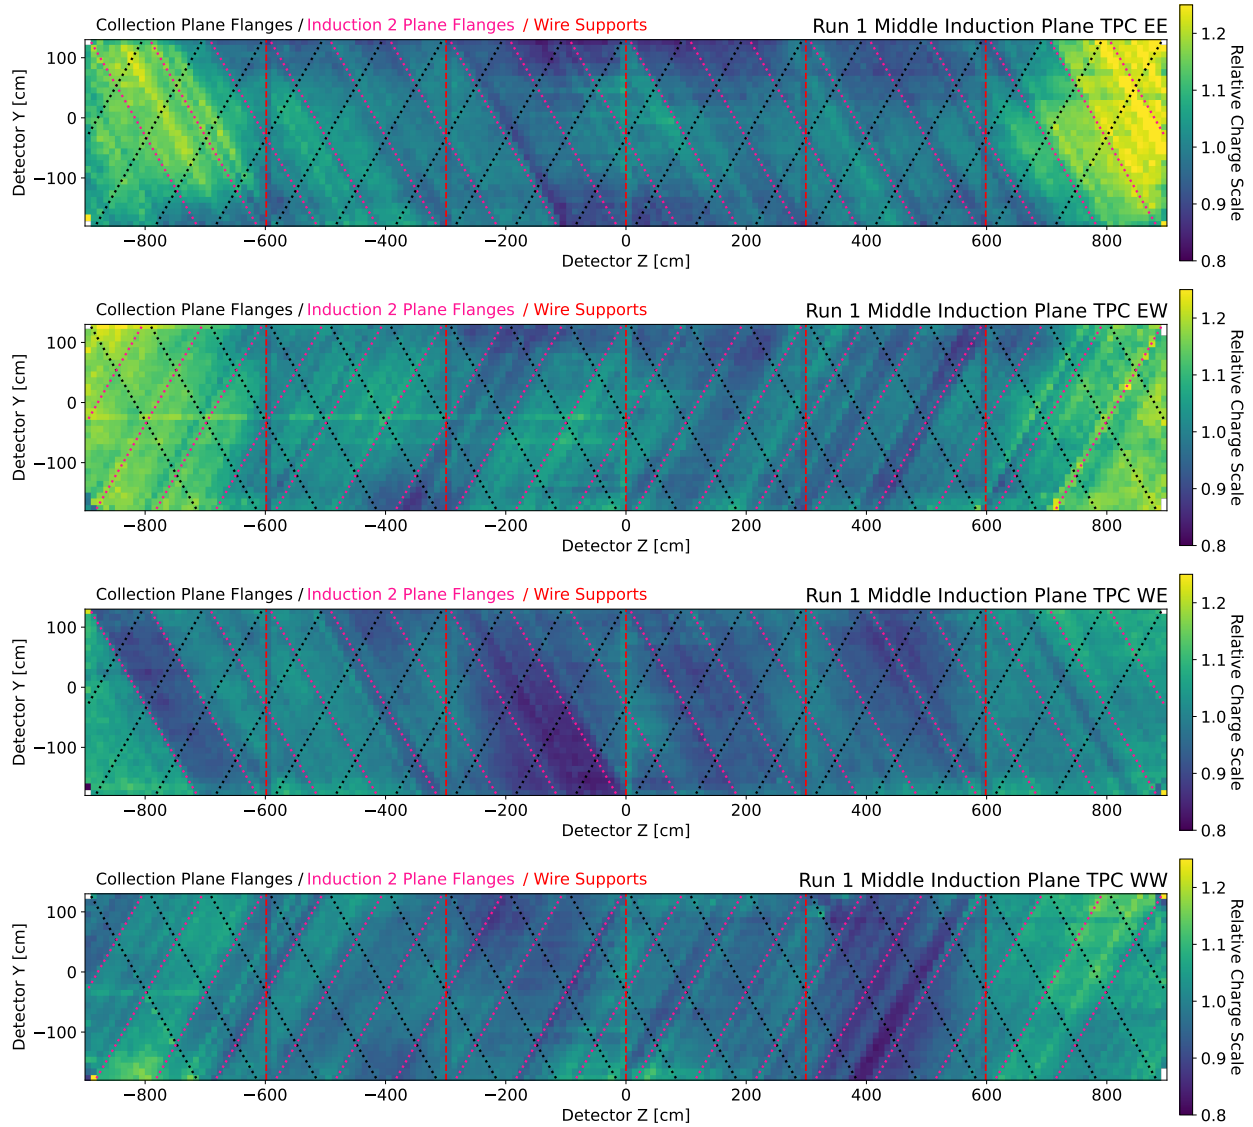 Collection Plane Flanges / Induction 2 Plane Flanges / Wire Supports
Run 1 Middle Induction Plane TPC EE
100
0
−100
Detector Y [cm]
−800 −600 −400 −200 0 200 400 600 800
Detector Z [cm]
1.2
1.1
1.0
0.9
0.8
Relative Charge Scale
Collection Plane Flanges / Induction 2 Plane Flanges / Wire Supports
Run 1 Middle Induction Plane TPC EW
100
0
−100
Detector Y [cm]
−800 −600 −400 −200 0 200 400 600 800
Detector Z [cm]
1.2
1.1
1.0
0.9
0.8
Relative Charge Scale
Collection Plane Flanges / Induction 2 Plane Flanges / Wire Supports
Run 1 Middle Induction Plane TPC WE
100
0
−100
Detector Y [cm]
−800 −600 −400 −200 0 200 400 600 800
Detector Z [cm]
1.2
1.1
1.0
0.9
0.8
Relative Charge Scale
Collection Plane Flanges / Induction 2 Plane Flanges / Wire Supports
Run 1 Middle Induction Plane TPC WW
100
0
−100
Detector Y [cm]
−800 −600 −400 −200 0 200 400 600 800
Detector Z [cm]
1.2
1.1
1.0
0.9
0.8
Relative Charge Scale